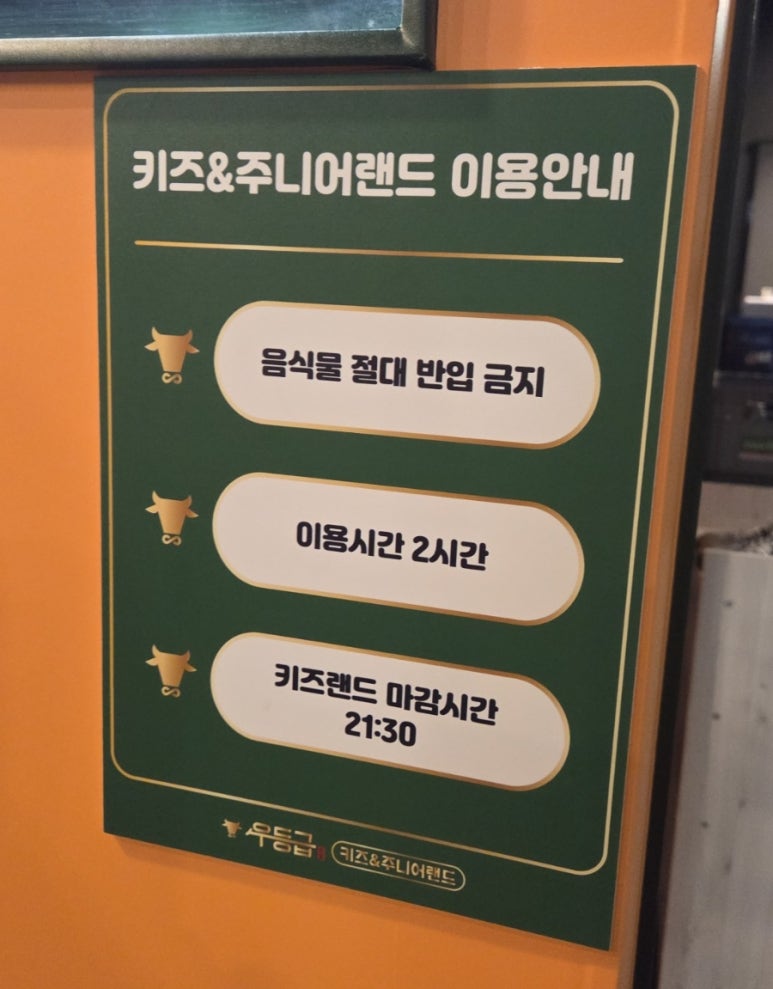 키즈&주니어랜드 이용안내
음식물 절대 반입 금지
이용시간 2시간
키즈랜드 마감시간
21:30
우등급 키즈&주니어랜드